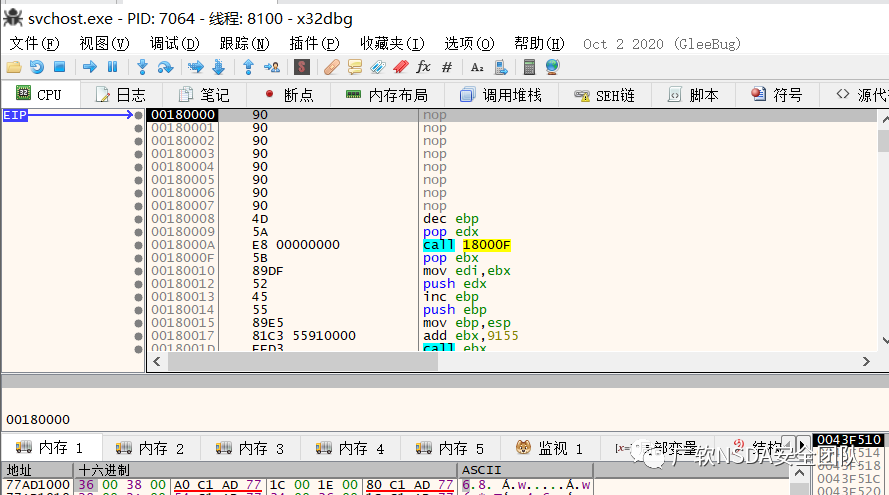 svchost.exe - PID: 7064 - 线程: 8100 - x32dbg
文件(F) 视图(V) 调试(D) 跟踪(N) 插件(P) 收藏夹(I) 选项(O) 帮助(H) Oct 2 2020 (GleeBug)
CPU 日志 笔记 断点 内存布局 调用堆栈 SEH链 脚本 符号 <> 源代
EIP 00180000 90 nop
00180001 90 nop
00180002 90 nop
00180003 90 nop
00180004 90 nop
00180005 90 nop
00180006 90 nop
00180007 90 nop
00180008 4D dec ebp
00180009 5A pop edx
0018000A E8 00000000 call 18000F
0018000F 5B pop ebx
00180010 89DF mov edi,ebx
00180012 52 push edx
00180013 45 inc ebp
00180014 55 push ebp
00180015 89E5 mov ebp,esp
00180017 81C3 55910000 add ebx,9155
0018001D FFD3 call ebx
00180000
内存 1 内存 2 内存 3 内存 4 内存 5 监视 1 [x=] 局部变量 结构
地址 十六进制 ASCII
77AD1000 36 00 38 00 A0 C1 AD 77 1C 00 1E 00 80 C1 AD 77 6.8. Á.w.....Á.w
0043F510
0043F514
0043F518
0043F51C
广软NSDA安全团队